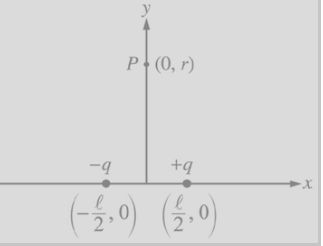 y
P (0, r)
−q +q
x
(−ℓ/2, 0) (ℓ/2, 0)